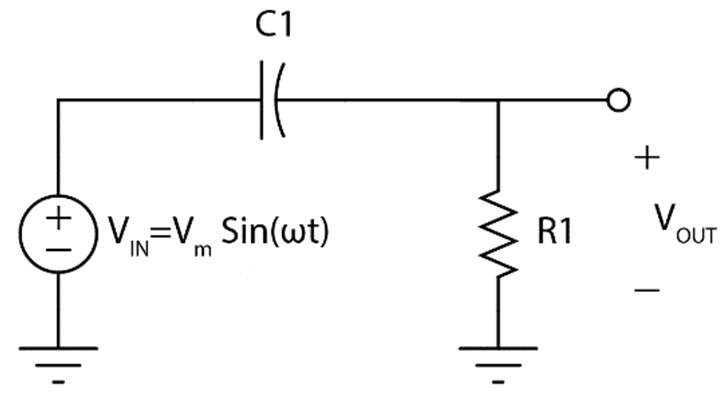 C1
+
−
V_IN=V_m Sin(ωt)
R1
+
V_OUT
−